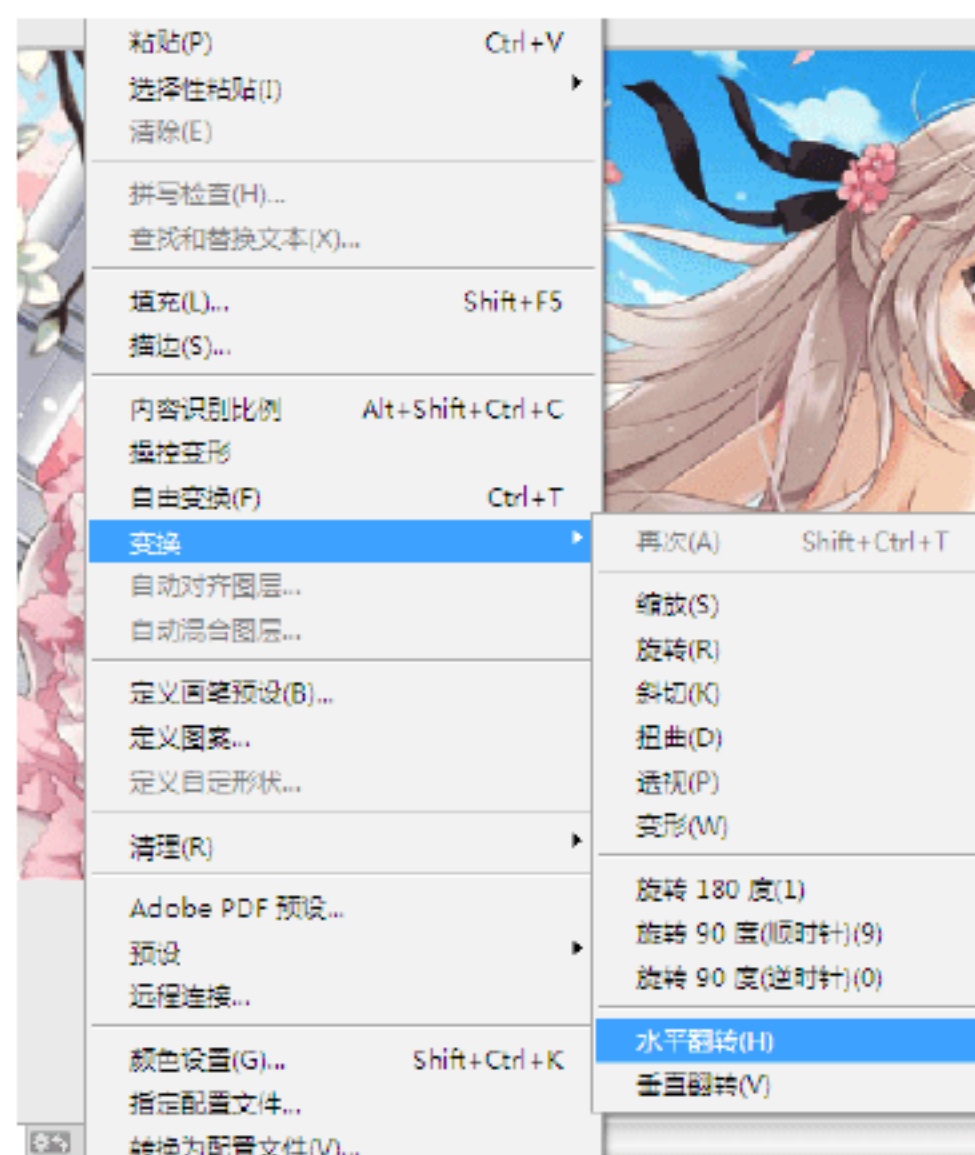 粘贴(P) Ctrl+V
选择性粘贴(I)
清除(E)
拼写检查(H)...
查找和替换文本(X)...
填充(L)... Shift+F5
描边(S)...
内容识别比例 Alt+Shift+Ctrl+C
操控变形
自由变换(F) Ctrl+T
变换
自动对齐图层...
自动混合图层...
定义画笔预设(B)...
定义图案...
定义自定形状...
清理(R)
Adobe PDF 预设...
预设
远程连接...
颜色设置(G)... Shift+Ctrl+K
指定配置文件...
转换为配置文件(V)...
再次(A) Shift+Ctrl+T
缩放(S)
旋转(R)
斜切(K)
扭曲(D)
透视(P)
变形(W)
旋转 180 度(1)
旋转 90 度(顺时针)(9)
旋转 90 度(逆时针)(0)
水平翻转(H)
垂直翻转(V)